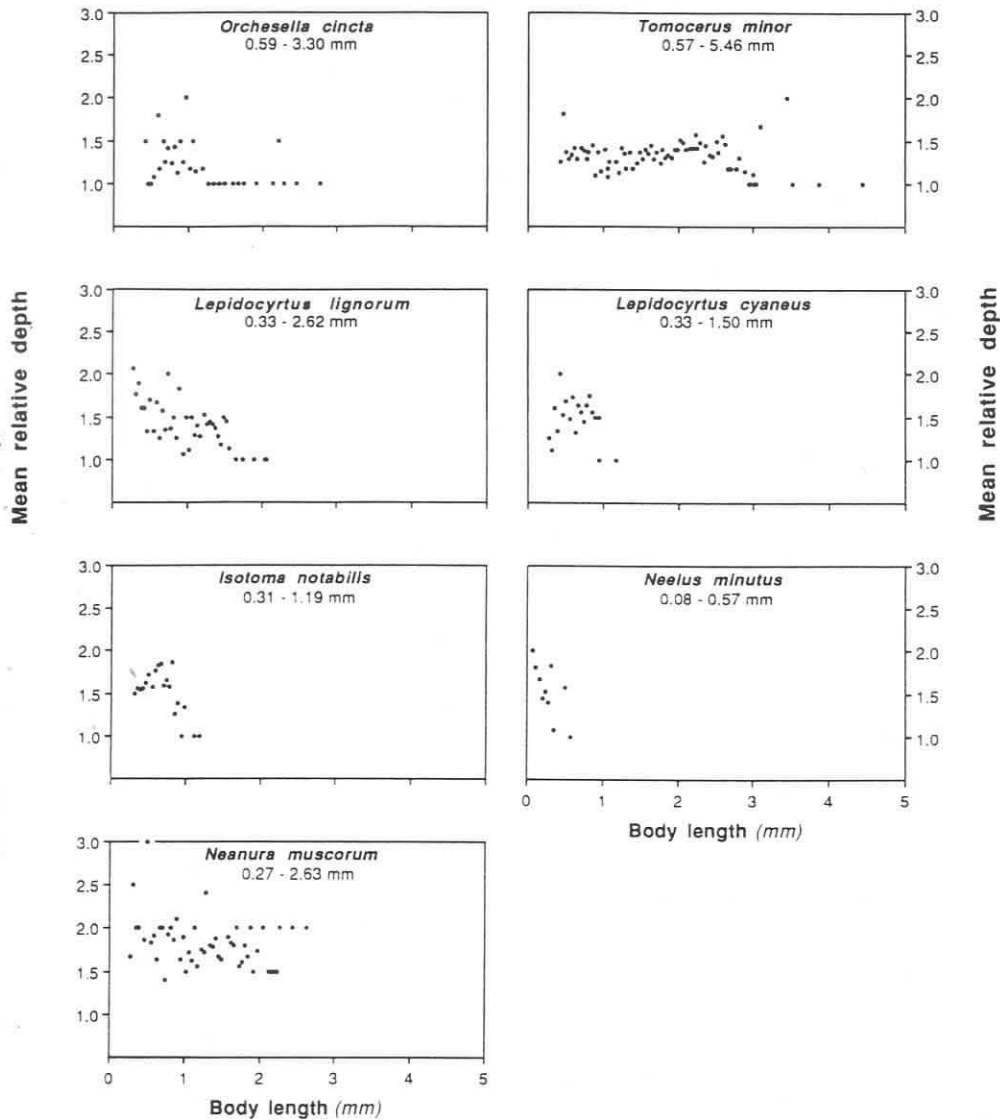 Orchesella cincta
0.59 - 3.30 mm
3.0
2.5
2.0
1.5
1.0
Tomocerus minor
0.57 - 5.46 mm
3.0
2.5
2.0
1.5
1.0
Mean relative depth
Lepidocyrtus lignorum
0.33 - 2.62 mm
3.0
2.5
2.0
1.5
1.0
Lepidocyrtus cyaneus
0.33 - 1.50 mm
3.0
2.5
2.0
1.5
1.0
Mean relative depth
Isotoma notabilis
0.31 - 1.19 mm
3.0
2.5
2.0
1.5
1.0
Neelus minutus
0.08 - 0.57 mm
3.0
2.5
2.0
1.5
1.0
0 1 2 3 4 5
Body length (mm)
Neanura muscorum
0.27 - 2.63 mm
3.0
2.5
2.0
1.5
1.0
0 1 2 3 4 5
Body length (mm)